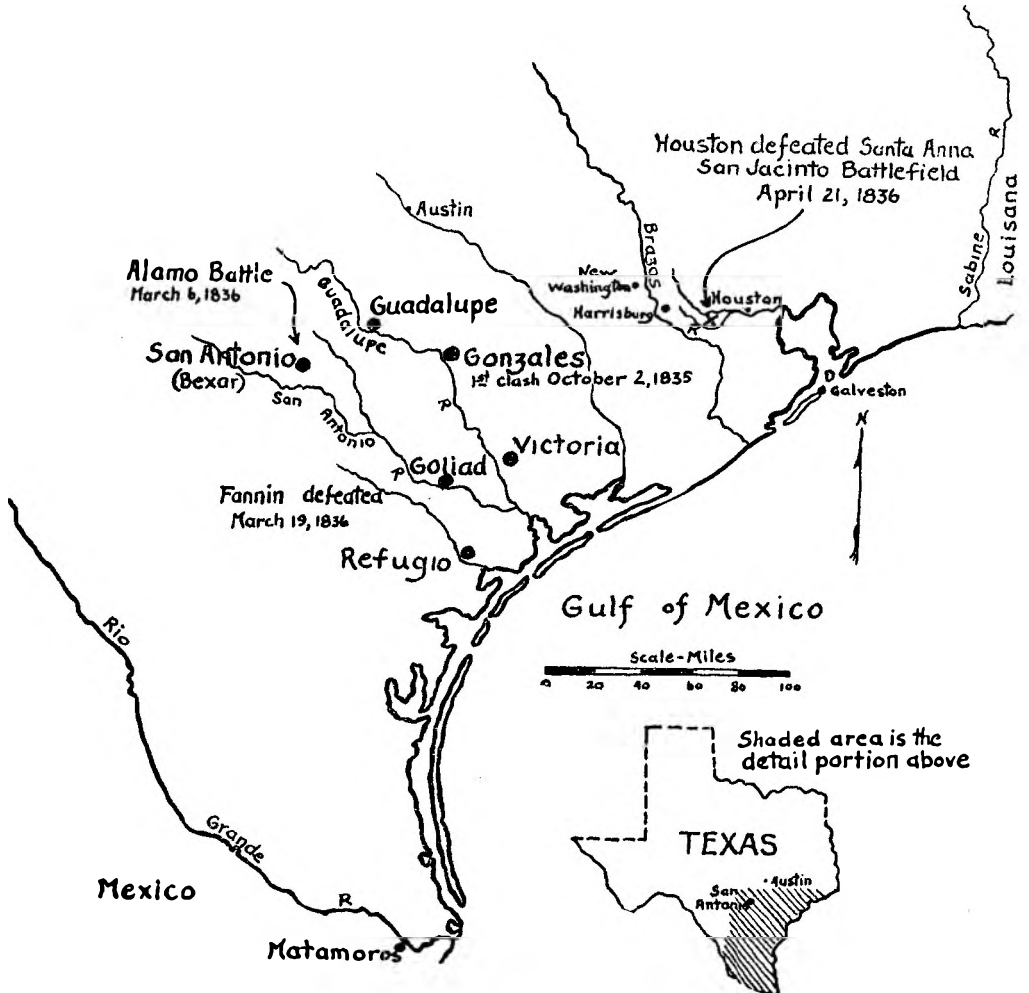 Houston defeated Santa Anna
San Jacinto Battlefield
April 21, 1836
R
Louisana
Sabine
Austin
Brazos
R
New
Washington
Harrisburg
Houston
X
Alamo Battle
March 6, 1836
Guadalupe
Guadalupe
R
San Antonio
(Bexar)
San
Antonio
R
Gonzales
1st clash October 2, 1835
D
Galveston
N
Victoria
Goliad
Fannin defeated
March 19, 1836
Refugio
Gulf of Mexico
Scale-Miles
0 20 40 60 80 100
Rio
Grande
R
Mexico
Matamoros
Shaded area is the
detail portion above
TEXAS
Austin
San
Antonio